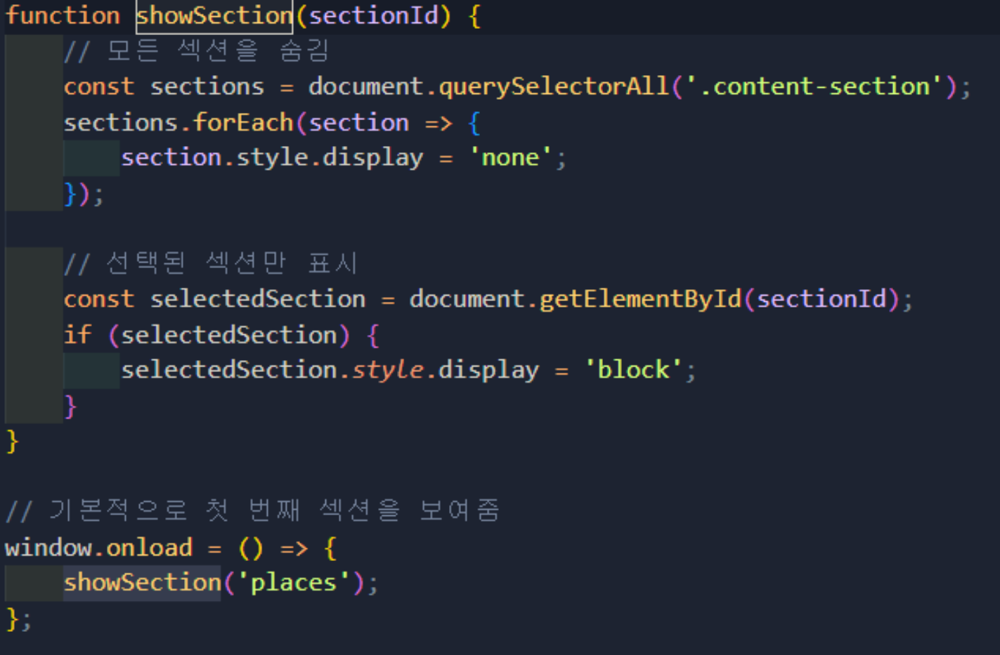 function showSection(sectionId) {
// 모든 섹션을 숨김
const sections = document.querySelectorAll('.content-section');
sections.forEach(section => {
section.style.display = 'none';
});
// 선택된 섹션만 표시
const selectedSection = document.getElementById(sectionId);
if (selectedSection) {
selectedSection.style.display = 'block';
}
}
// 기본적으로 첫 번째 섹션을 보여줌
window.onload = () => {
showSection('places');
};